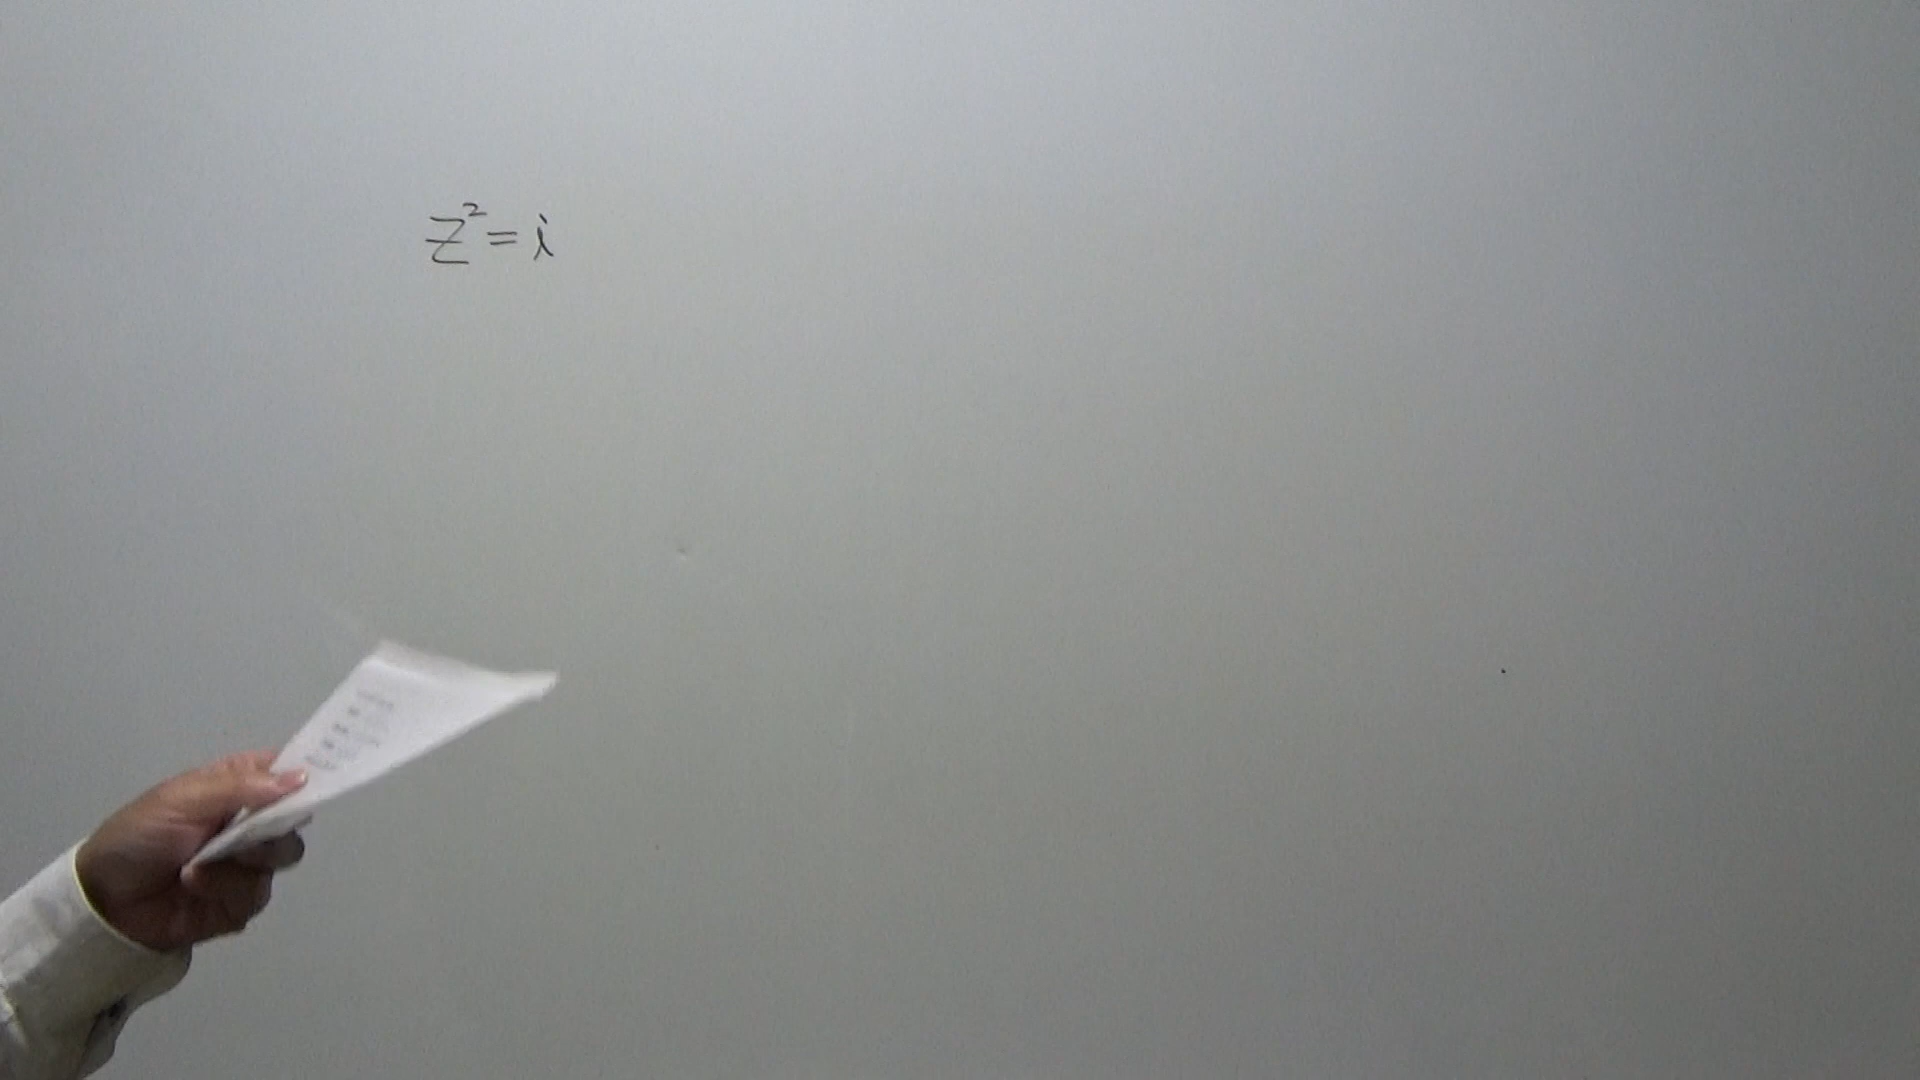 z² = i